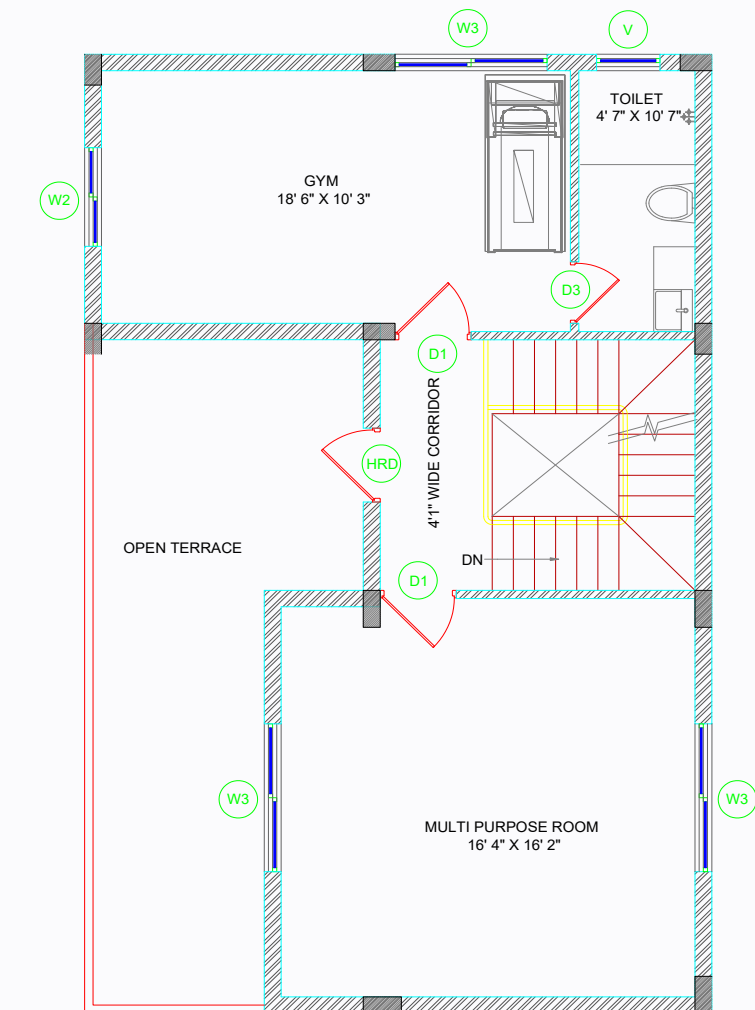 W3
V
TOILET
4' 7" X 10' 7"
GYM
18' 6" X 10' 3"
W2
D3
D1
4'1" WIDE CORRIDOR
HRD
OPEN TERRACE
DN
D1
W3
W3
MULTI PURPOSE ROOM
16' 4" X 16' 2"